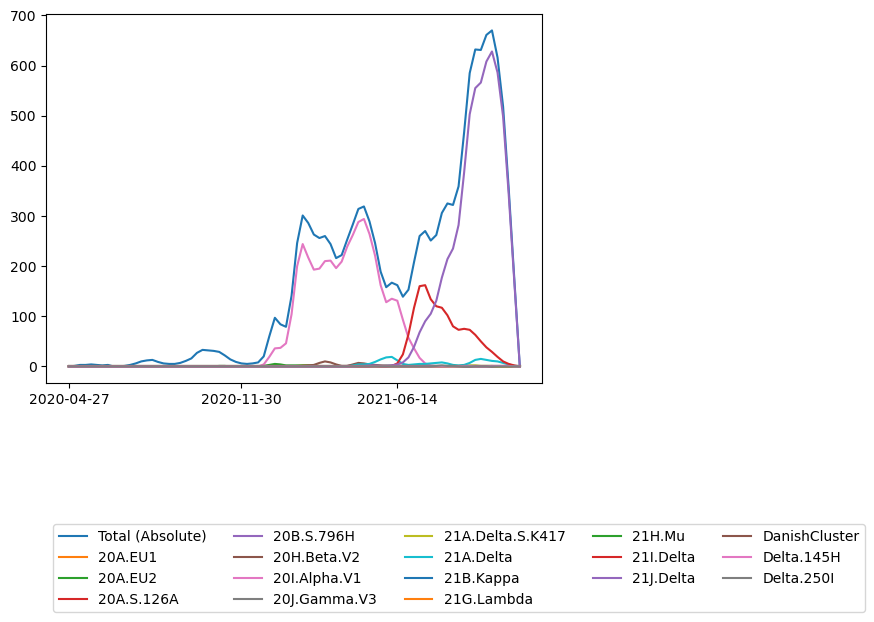 700
600
500
400
300
200
100
0
2020-04-27 2020-11-30 2021-06-14
Total (Absolute) 20B.S.796H 21A.Delta.S.K417 21H.Mu DanishCluster
20A.EU1 20H.Beta.V2 21A.Delta 21I.Delta Delta.145H
20A.EU2 20I.Alpha.V1 21B.Kappa 21J.Delta Delta.250I
20A.S.126A 20J.Gamma.V3 21G.Lambda